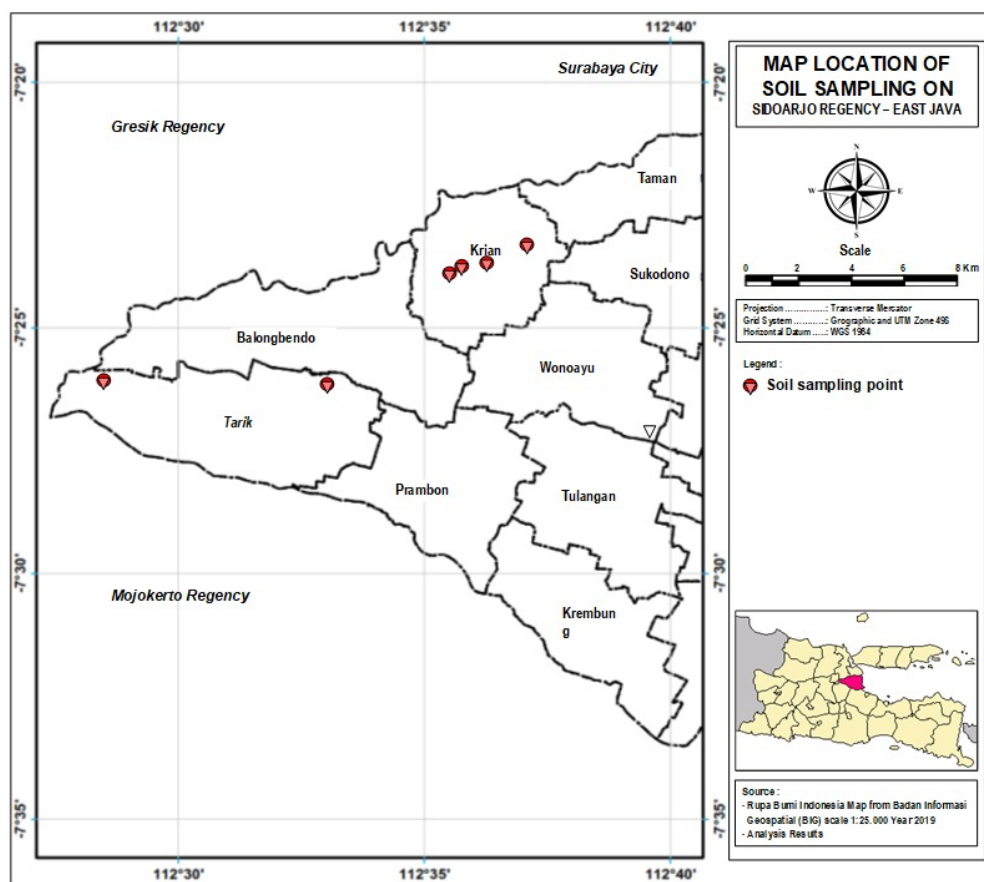 112°30'
112°35'
112°40'
-7°20'
-7°20'
Surabaya City
Gresik Regency
Taman
Krian
Sukodono
-7°25'
-7°25'
Balongbendo
Wonoayu
Tarik
Prambon
Tulangan
-7°30'
-7°30'
Mojokerto Regency
Krembun
g
-7°35'
-7°35'
112°30'
112°35'
112°40'
MAP LOCATION OF
SOIL SAMPLING ON
SIDOARJO REGENCY – EAST JAVA
N
W
E
S
Scale
0 2 4 6 8 Km
Projection ...............: Transverse Mercator
Grid System ...........: Grographic and UTM Zone 49S
Horizontal Datum .....: WGS 1984
Legend :
Soil sampling point
Source :
- Rupa Bumi Indonesia Map from Badan Informasi
Geospatial (BIG) scale 1:25.000 Year 2019
- Analysis Results